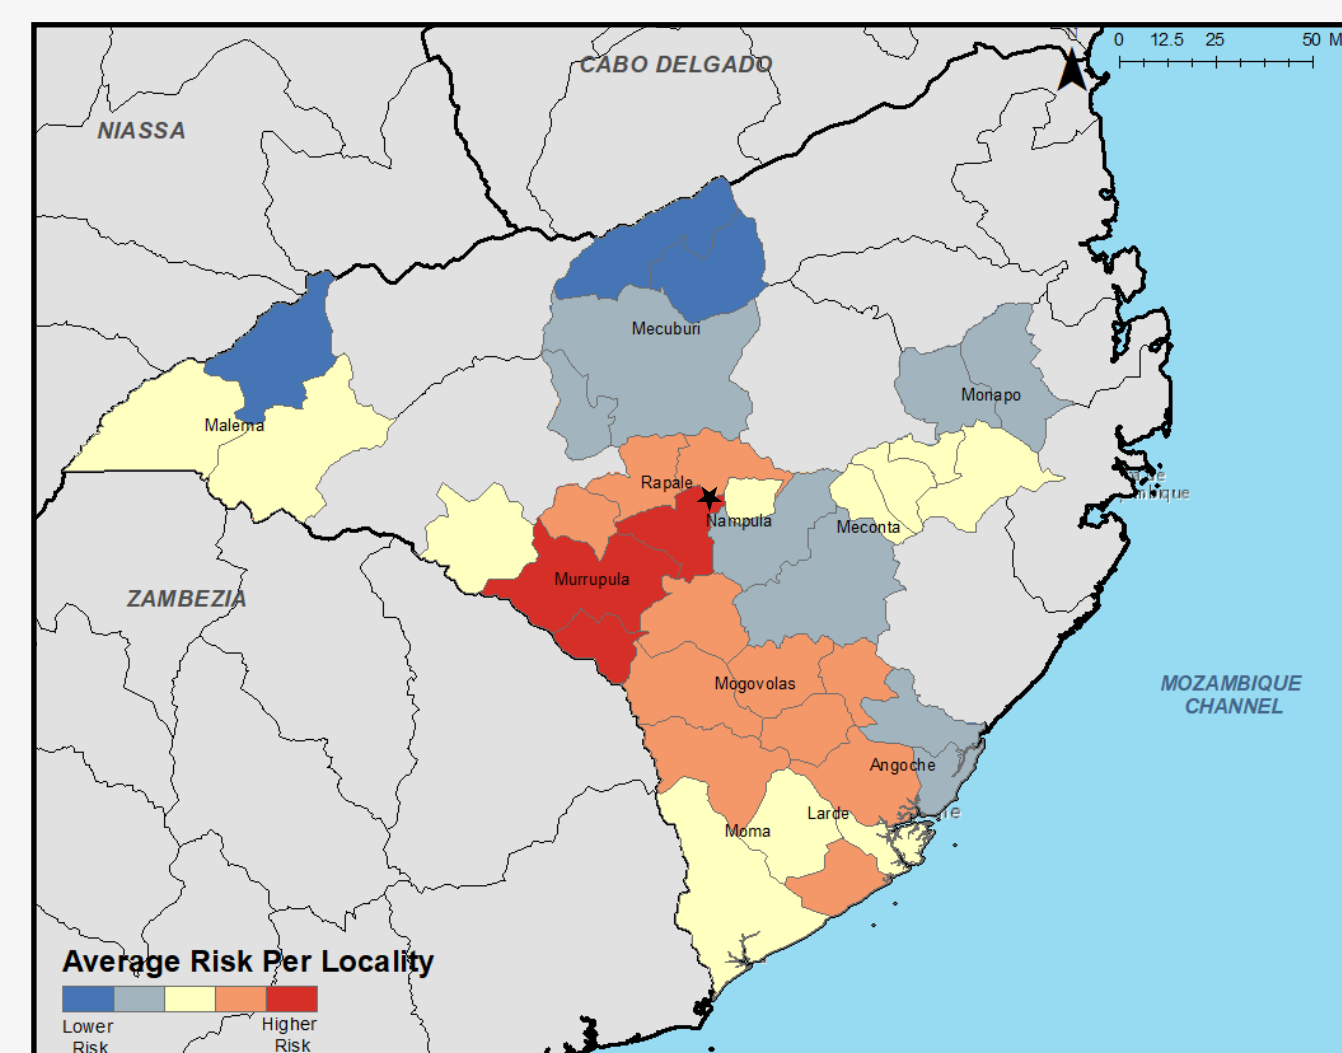 N
0 12.5 25 50 M
CABO DELGADO
NIASSA
Mecuburi
Monapo
Malema
Rapale
Nampula
Meconta
Murrupula
ZAMBEZIA
Mogovolas
MOZAMBIQUE
CHANNEL
Angoche
Larde
Moma
Average Risk Per Locality
Lower
Risk
Higher
Risk